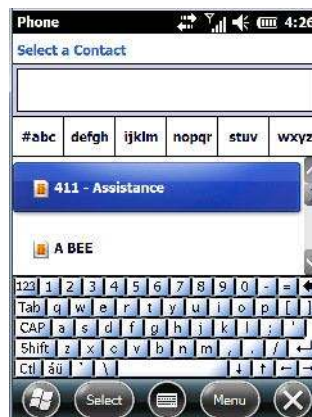 Phone 4:26
Select a Contact
#abc defgh ijklm nopqr stuv wxyz
411 - Assistance
A BEE
123 1 2 3 4 5 6 7 8 9 0 - =
Tab q w e r t y u i o p [ ]
CAP a s d f g h j k l ; '
Shift z x c v b n m , . /
Ctl áü ` \
Select Menu